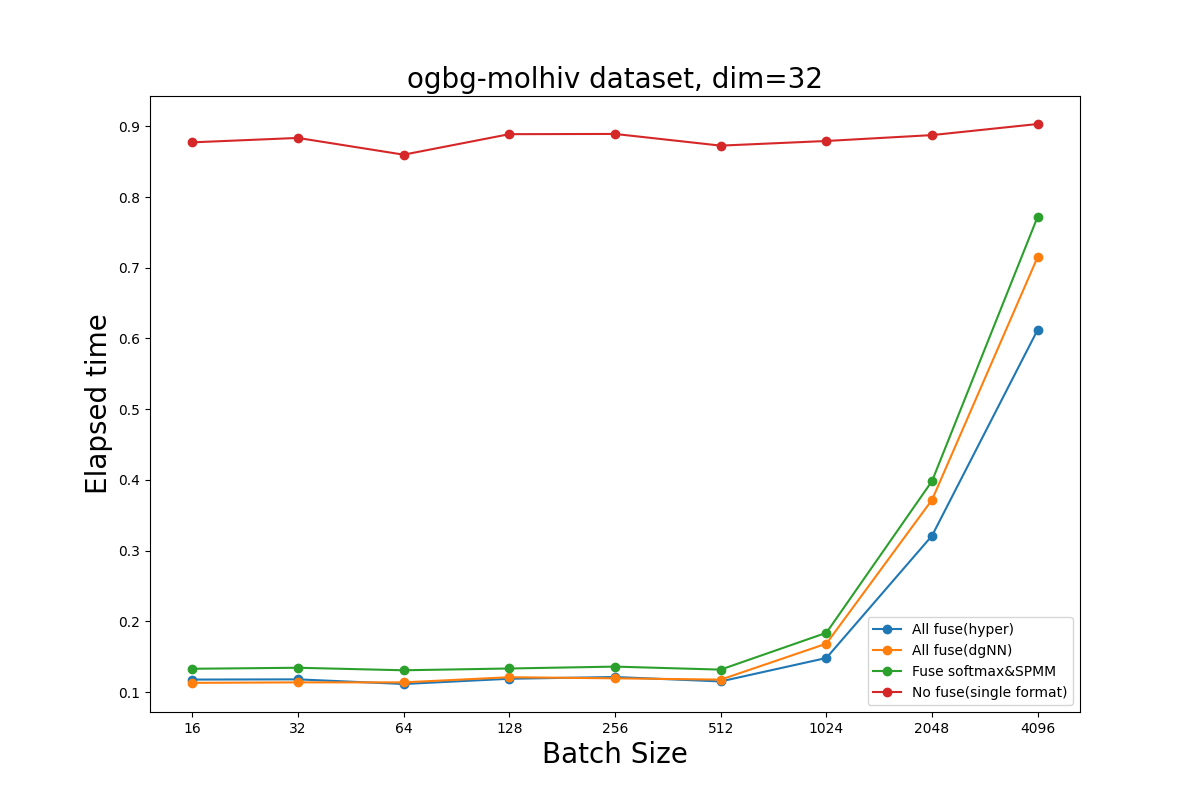 ogbg-molhiv dataset, dim=32
Elapsed time
0.9
0.8
0.7
0.6
0.5
0.4
0.3
0.2
0.1
All fuse(hyper)
All fuse(dgNN)
Fuse softmax&SPMM
No fuse(single format)
16 32 64 128 256 512 1024 2048 4096
Batch Size